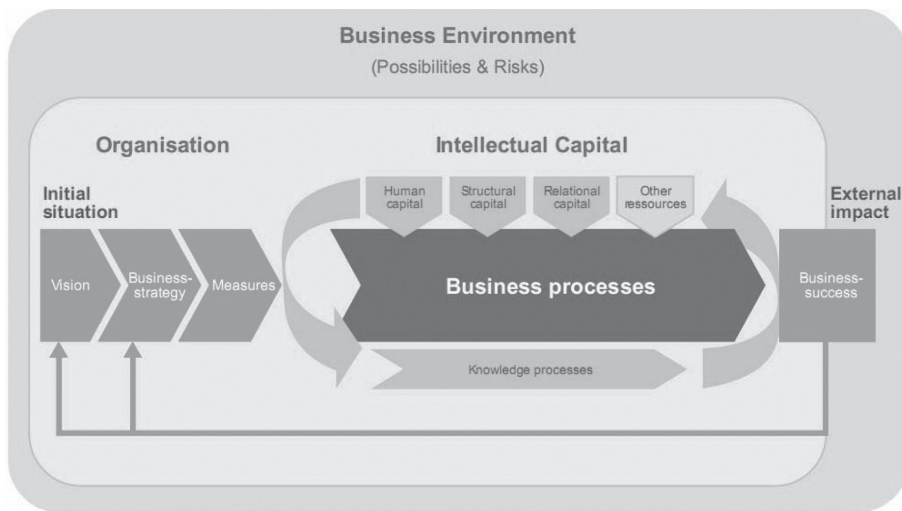 Business Environment
(Possibilities & Risks)
Organisation
Intellectual Capital
Initial
situation
Human
capital
Structural
capital
Relational
capital
Other
ressources
External
impact
Vision
Business-
strategy
Measures
Business processes
Business-
success
Knowledge processes